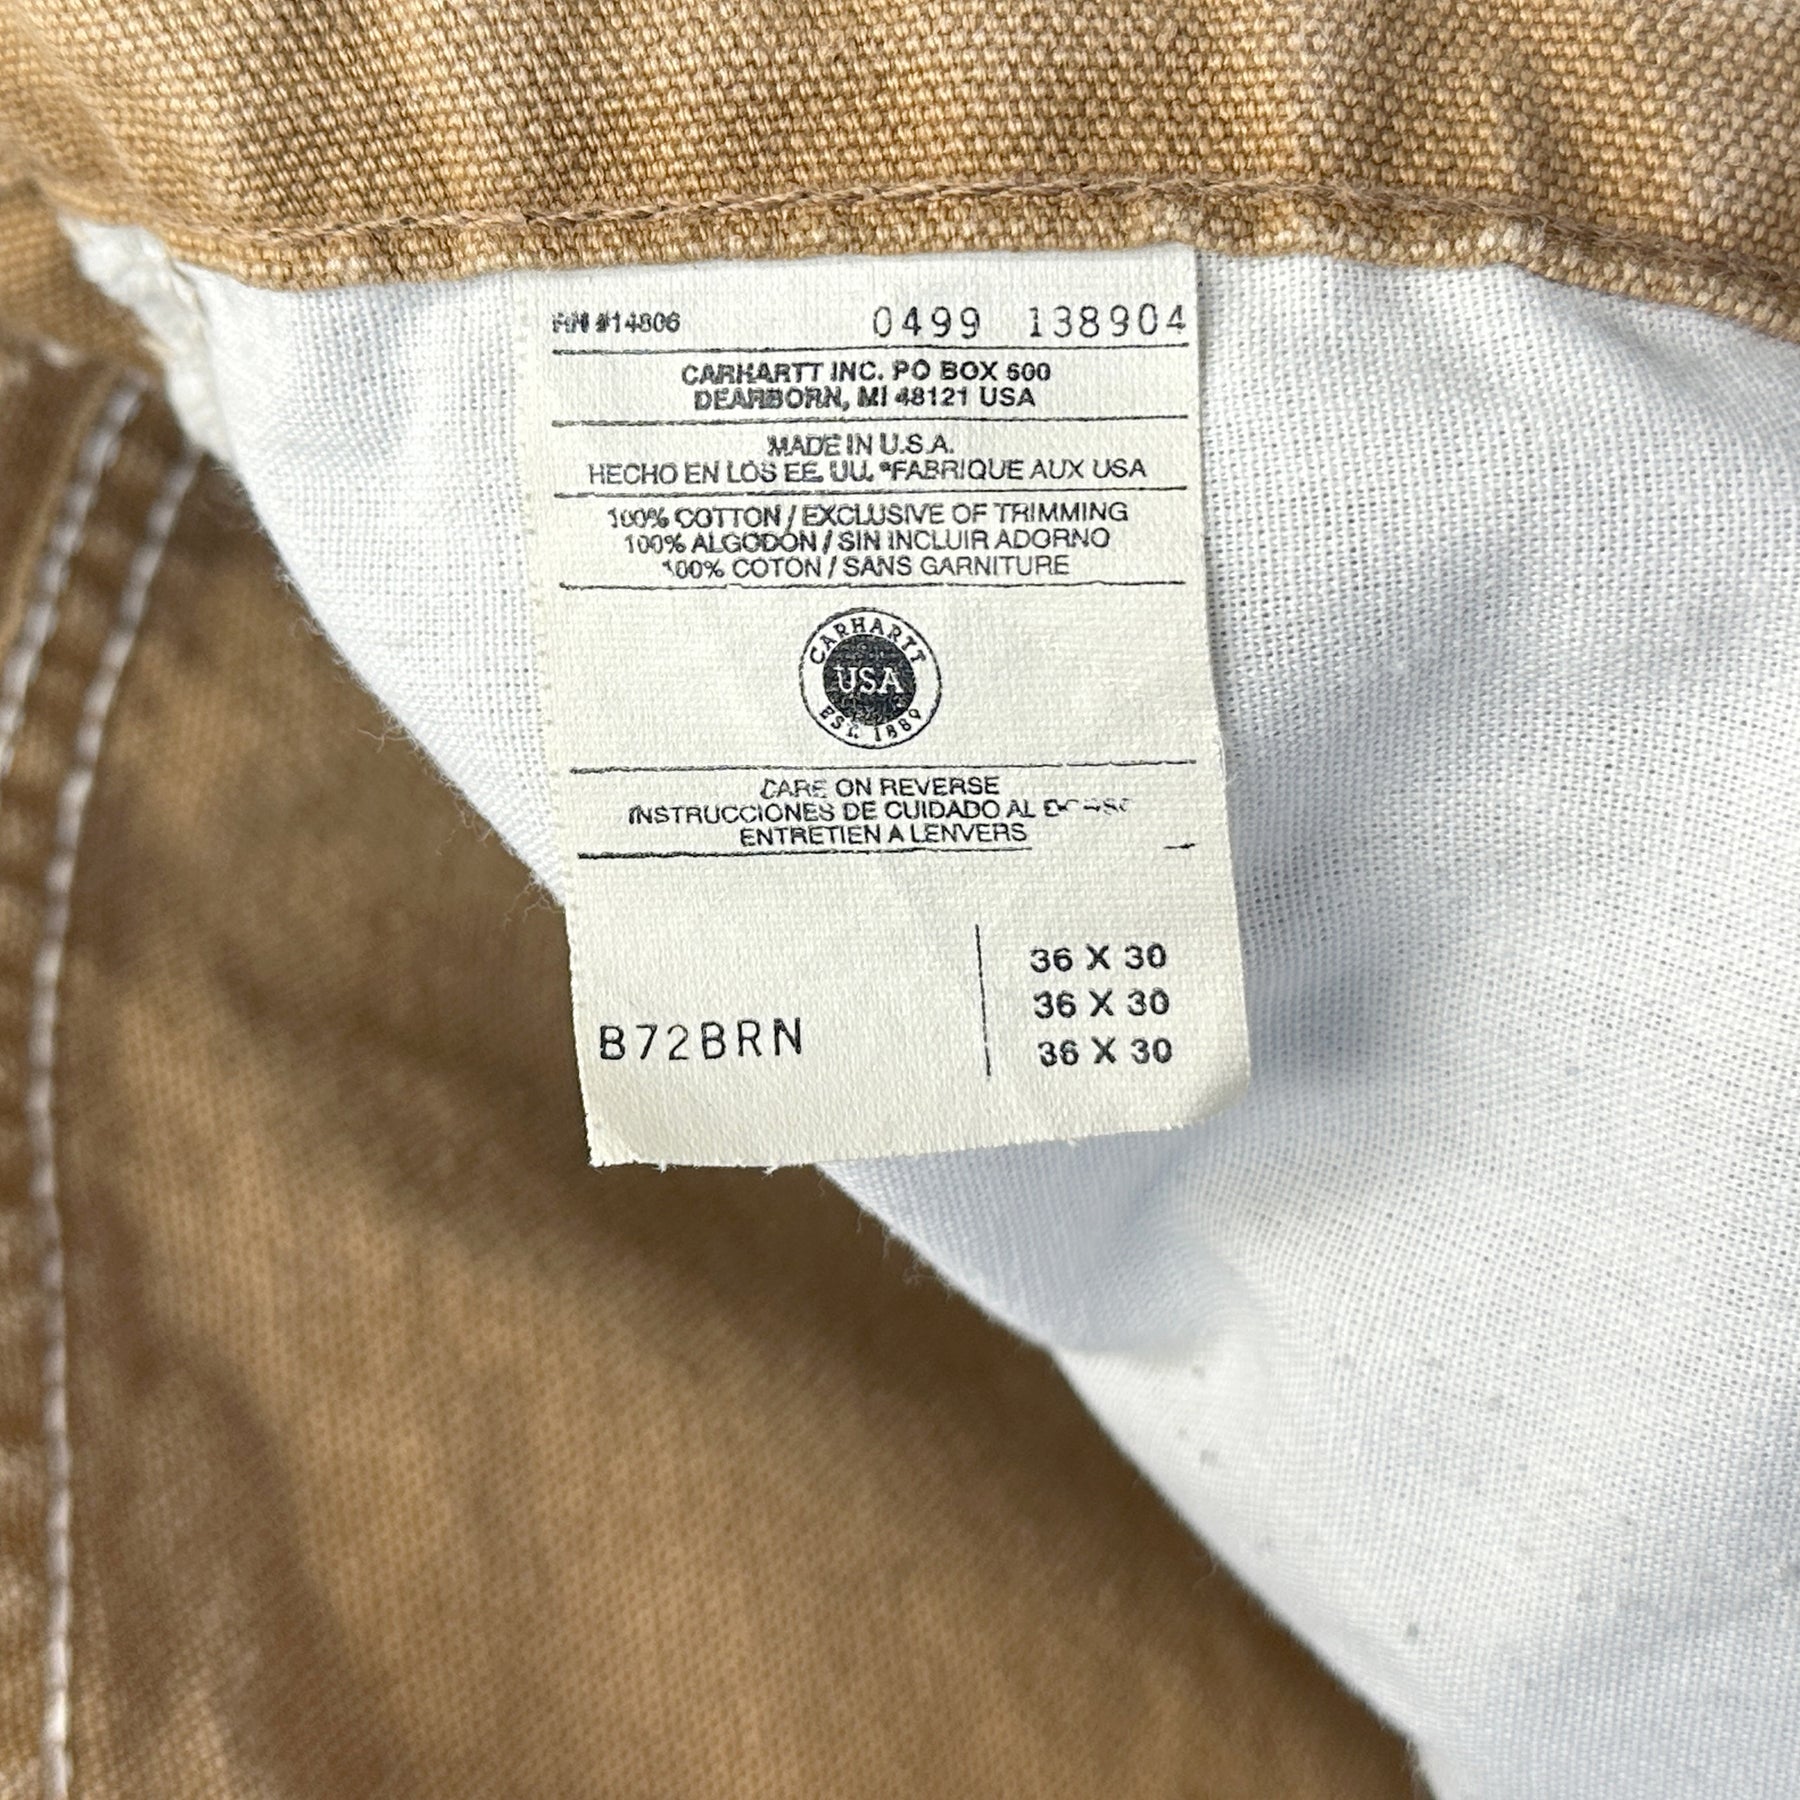 RN #14806 0499 138904
CARHARTT INC. PO BOX 600
DEARBORN, MI 48121 USA
MADE IN U.S.A.
HECHO EN LOS EE. UU. *FABRIQUE AUX USA
100% COTTON / EXCLUSIVE OF TRIMMING
100% ALGODON / SIN INCLUIR ADORNO
100% COTON / SANS GARNITURE
CARHARTT
USA
EST. 1889
CARE ON REVERSE
INSTRUCCIONES DE CUIDADO AL
ENTRETIEN A LENVERS
36 X 30
36 X 30
B72BRN 36 X 30